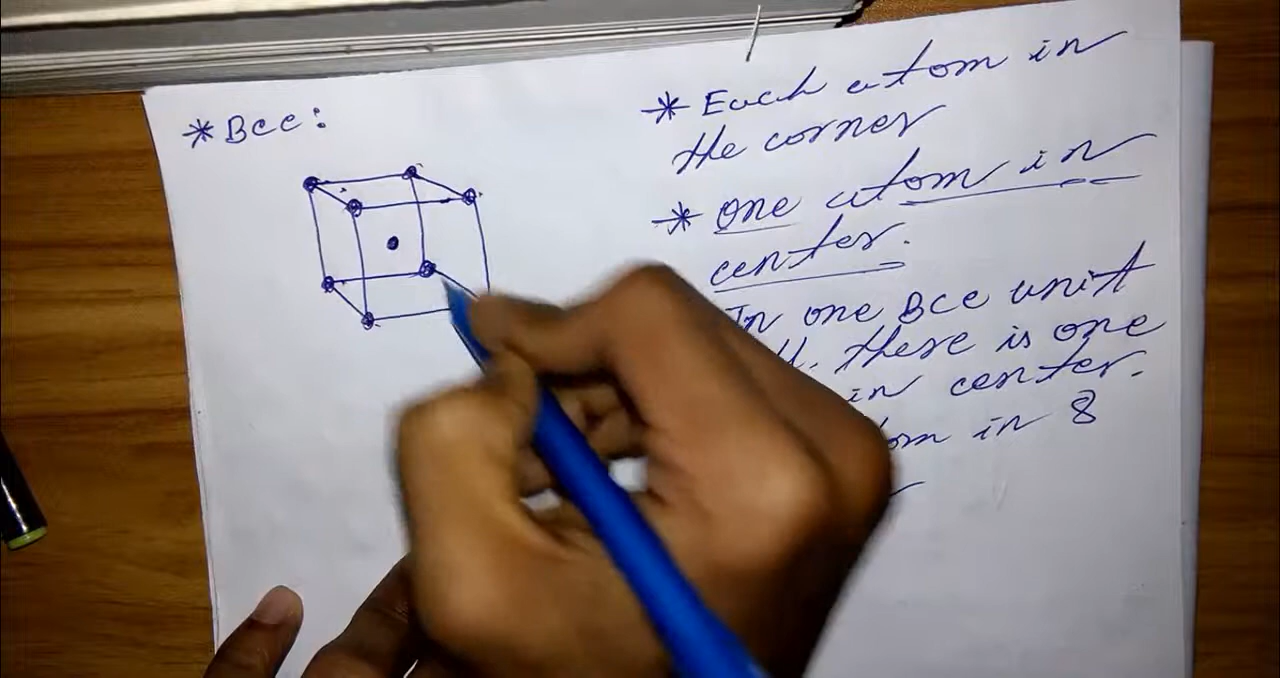 * Bcc:
* Each atom in
the corner
* One atom in
center.
In one Bcc unit
there is one
in center.
in 8